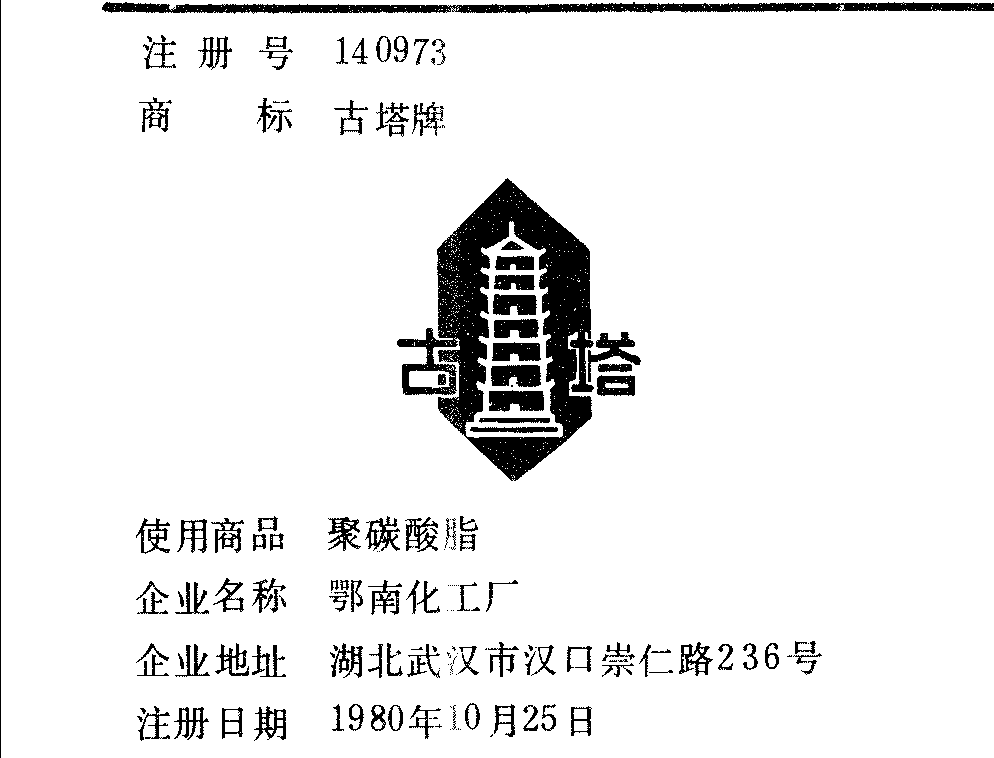 注册号 140973
商标 古塔牌
古塔
使用商品 聚碳酸脂
企业名称 鄂南化工厂
企业地址 湖北武汉市汉口崇仁路236号
注册日期 1980年10月25日